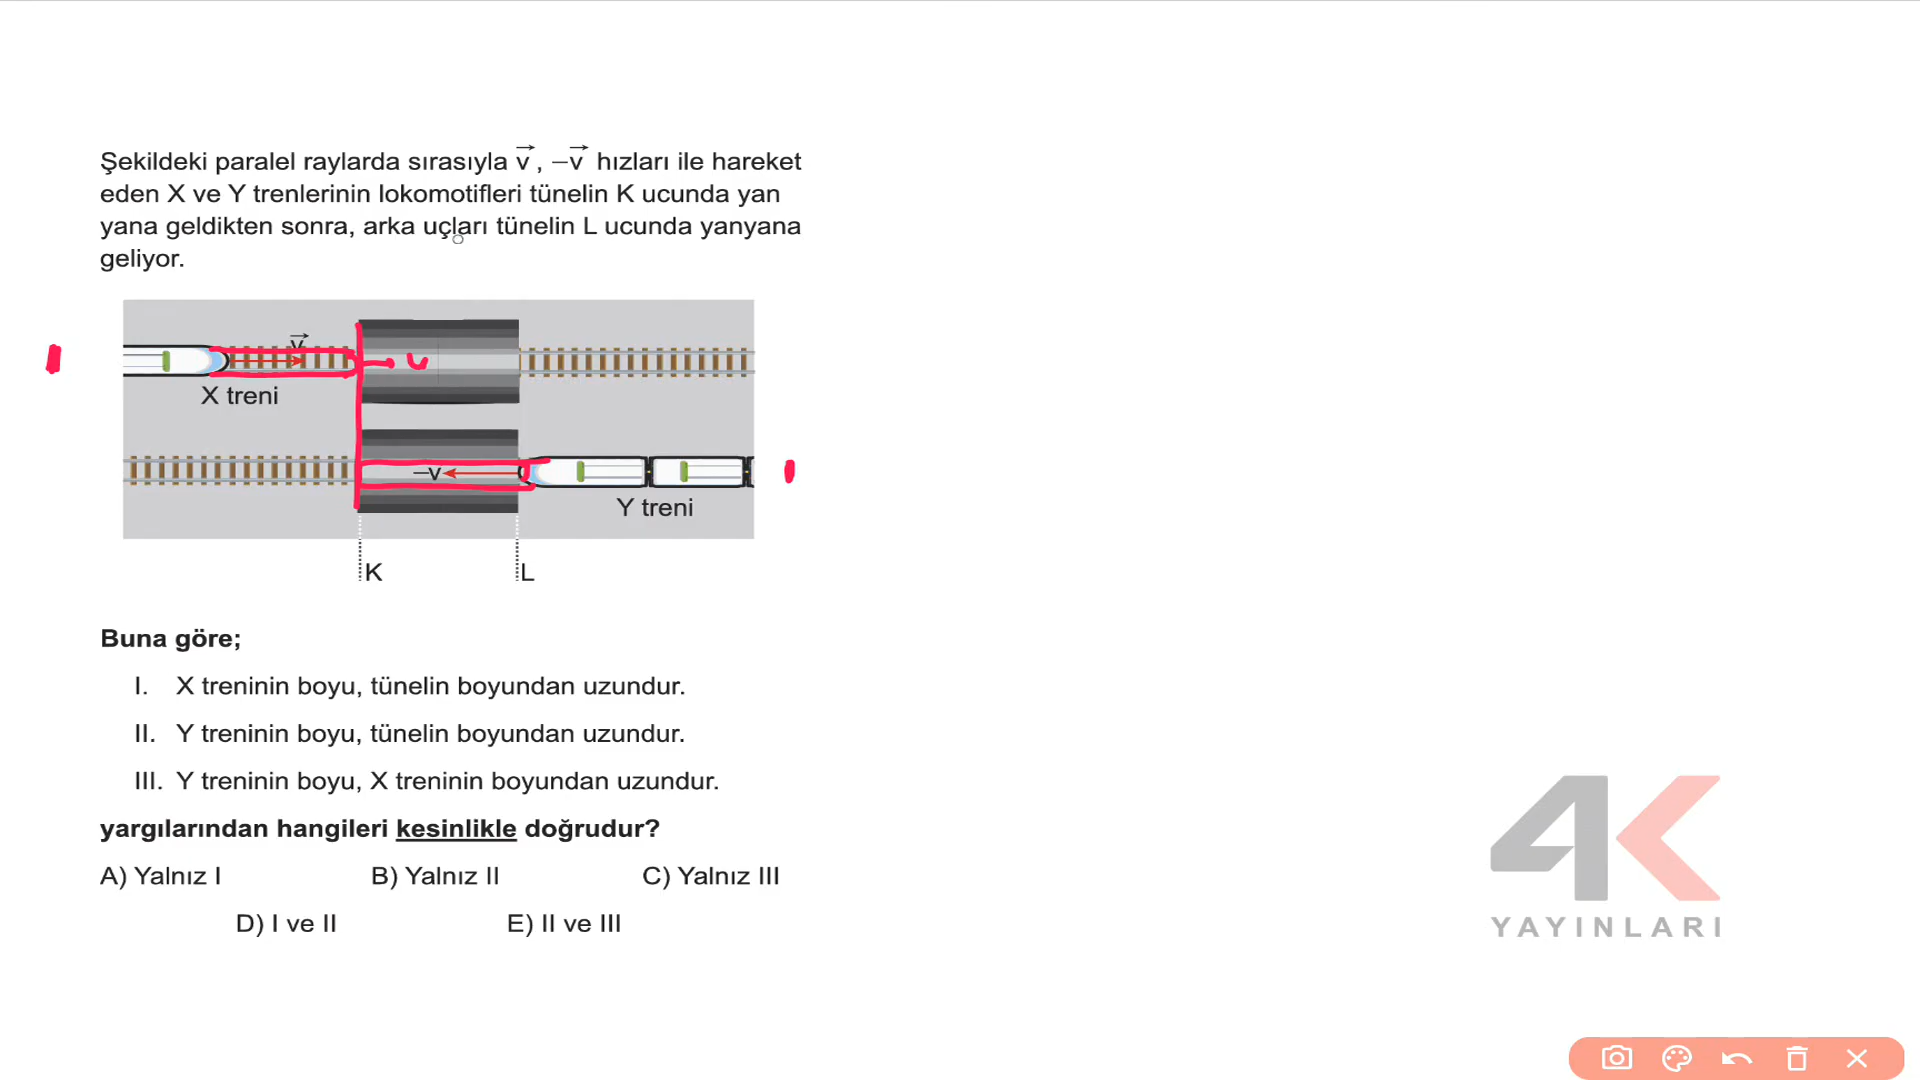 Şekildeki paralel raylarda sırasıyla v⃗, –v⃗ hızları ile hareket
eden X ve Y trenlerinin lokomotifleri tünelin K ucunda yan
yana geldikten sonra, arka uçları tünelin L ucunda yanyana
geliyor.
v⃗
υ
X treni
–v
Y treni
K L
Buna göre;
I. X treninin boyu, tünelin boyundan uzundur.
II. Y treninin boyu, tünelin boyundan uzundur.
III. Y treninin boyu, X treninin boyundan uzundur.
yargılarından hangileri kesinlikle doğrudur?
A) Yalnız I B) Yalnız II C) Yalnız III
D) I ve II E) II ve III
4K
YAYINLARI